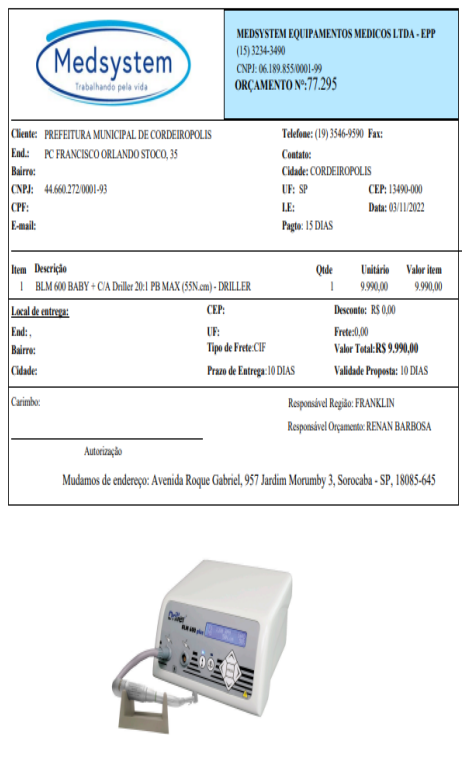 Medsystem
Trabalhando pela vida
MEDSYSTEM EQUIPAMENTOS MEDICOS LTDA - EPP
(15) 3234-3490
CNPJ: 06.189.855/0001-99
ORÇAMENTO N°:77.295
Cliente: PREFEITURA MUNICIPAL DE CORDEIROPOLIS Telefone: (19) 3546-9590 Fax:
End.: PC FRANCISCO ORLANDO STOCO, 35 Contato:
Bairro: Cidade: CORDEIROPOLIS
CNPJ: 44.660.272/0001-93 UF: SP CEP: 13490-000
CPF: I.E: Data: 03/11/2022
E-mail: Pagto: 15 DIAS
Item Descrição Qtde Unitário Valor item
1 BLM 600 BABY + C/A Driller 20:1 PB MAX (55N.cm) - DRILLER 1 9.990,00 9.990,00
Local de entrega: CEP: Desconto: R$ 0,00
End: , UF: Frete:0,00
Bairro: Tipo de Frete:CIF Valor Total:R$ 9.990,00
Cidade: Prazo de Entrega:10 DIAS Validade Proposta: 10 DIAS
Carimbo: Responsável Região: FRANKLIN
Responsável Orçamento: RENAN BARBOSA
Autorização
Mudamos de endereço: Avenida Roque Gabriel, 957 Jardim Morumby 3, Sorocaba - SP, 18085-645
Driller
BLM 600 plus